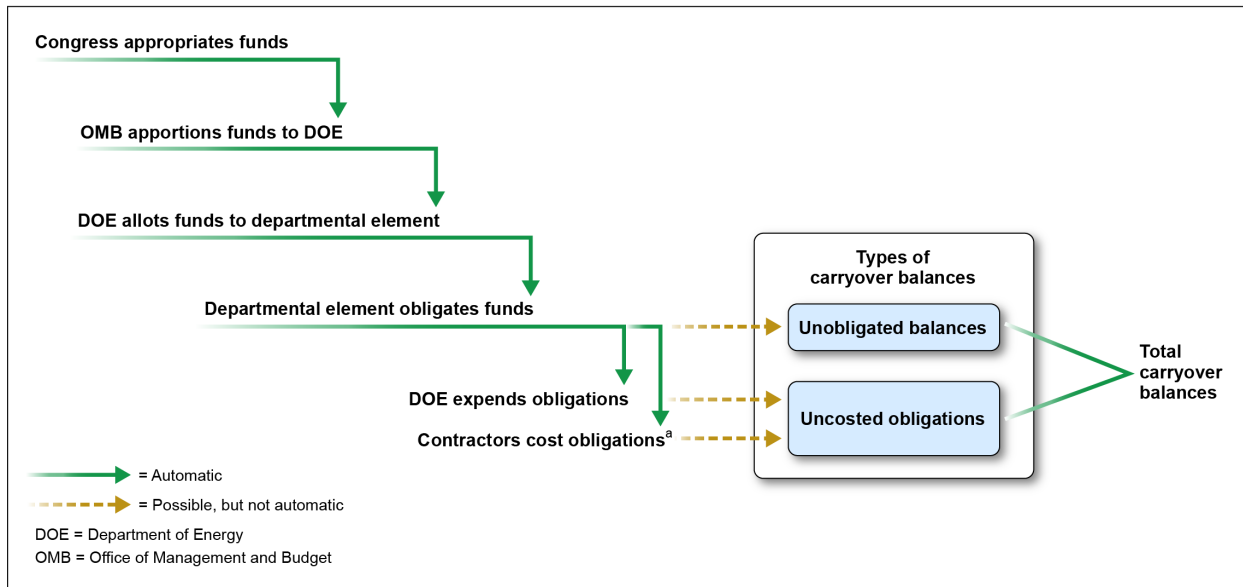 Congress appropriates funds
OMB apportions funds to DOE
DOE allots funds to departmental element
Departmental element obligates funds
DOE expends obligations
Contractors cost obligationsᵃ
Types of
carryover balances
Unobligated balances
Uncosted obligations
Total
carryover
balances
= Automatic
= Possible, but not automatic
DOE = Department of Energy
OMB = Office of Management and Budget